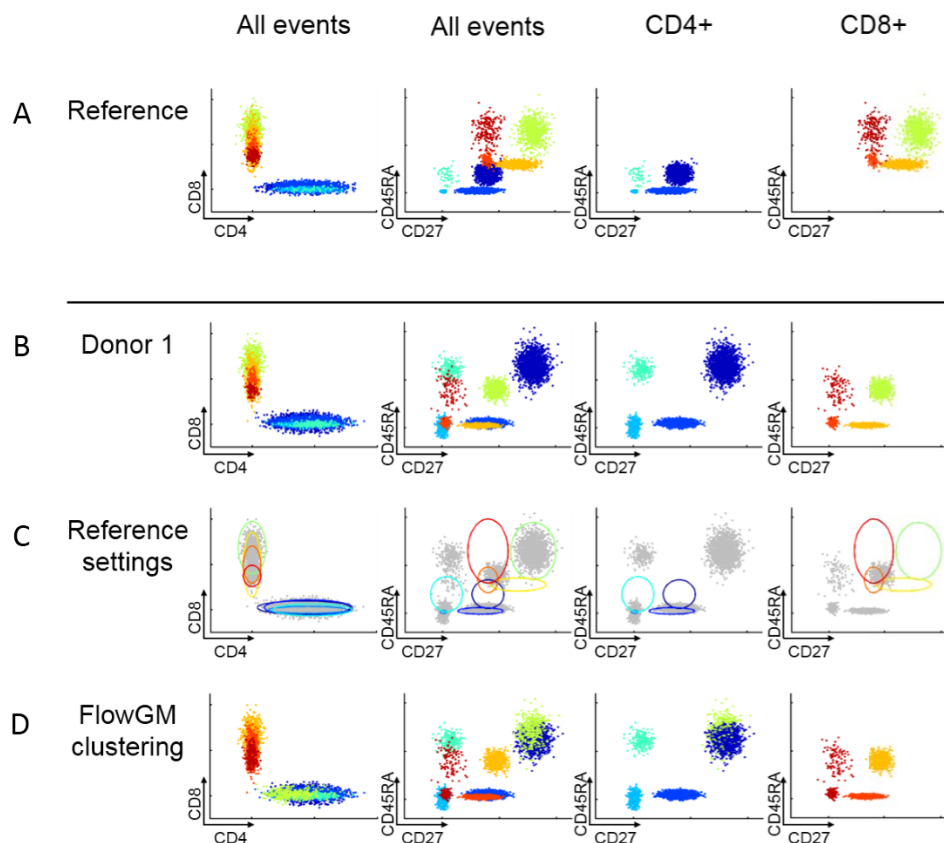 All events All events CD4+ CD8+
A Reference
CD8 CD45RA CD45RA CD45RA
CD4 CD27 CD27 CD27
B Donor 1
CD8 CD45RA CD45RA CD45RA
CD4 CD27 CD27 CD27
C Reference
settings
CD8 CD45RA CD45RA CD45RA
CD4 CD27 CD27 CD27
D FlowGM
clustering
CD8 CD45RA CD45RA CD45RA
CD4 CD27 CD27 CD27